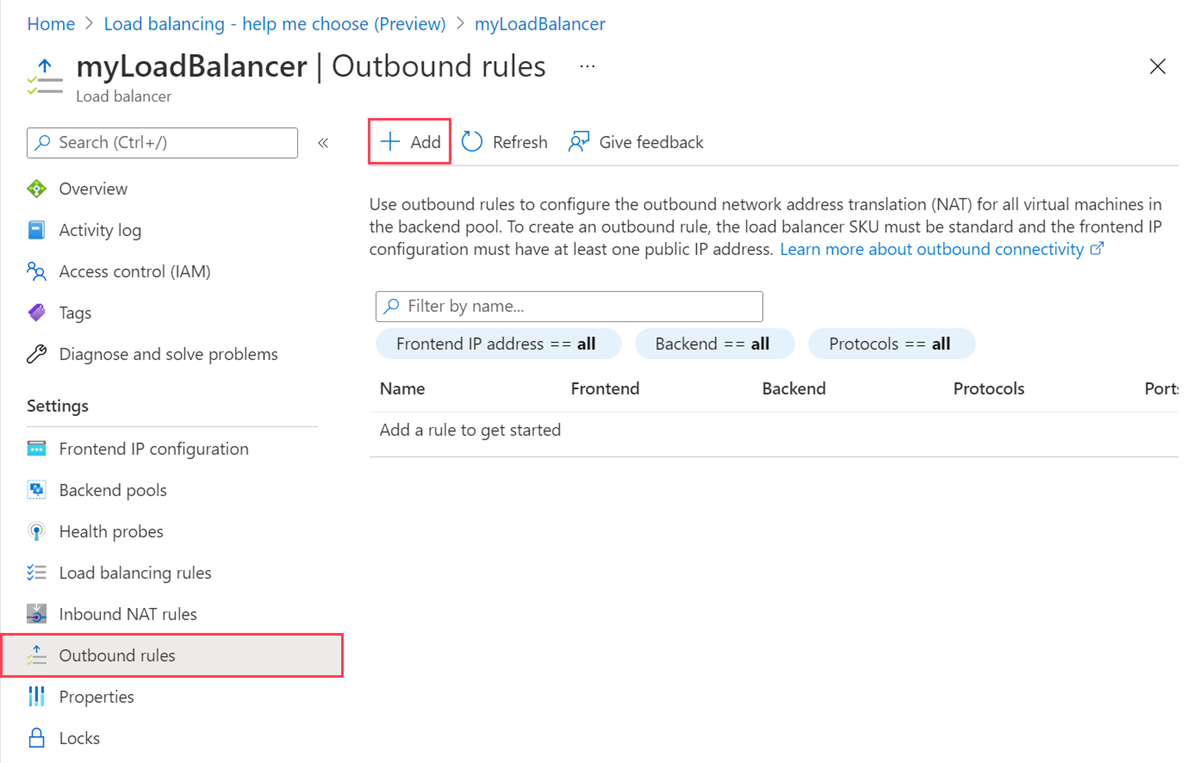 Home > Load balancing - help me choose (Preview) > myLoadBalancer
myLoadBalancer | Outbound rules ...
Load balancer
Search (Ctrl+/) «
Overview
Activity log
Access control (IAM)
Tags
Diagnose and solve problems
Settings
Frontend IP configuration
Backend pools
Health probes
Load balancing rules
Inbound NAT rules
Outbound rules
Properties
Locks
+ Add Refresh Give feedback
Use outbound rules to configure the outbound network address translation (NAT) for all virtual machines in
the backend pool. To create an outbound rule, the load balancer SKU must be standard and the frontend IP
configuration must have at least one public IP address. Learn more about outbound connectivity
Filter by name...
Frontend IP address == all Backend == all Protocols == all
Name Frontend Backend Protocols Ports
Add a rule to get started